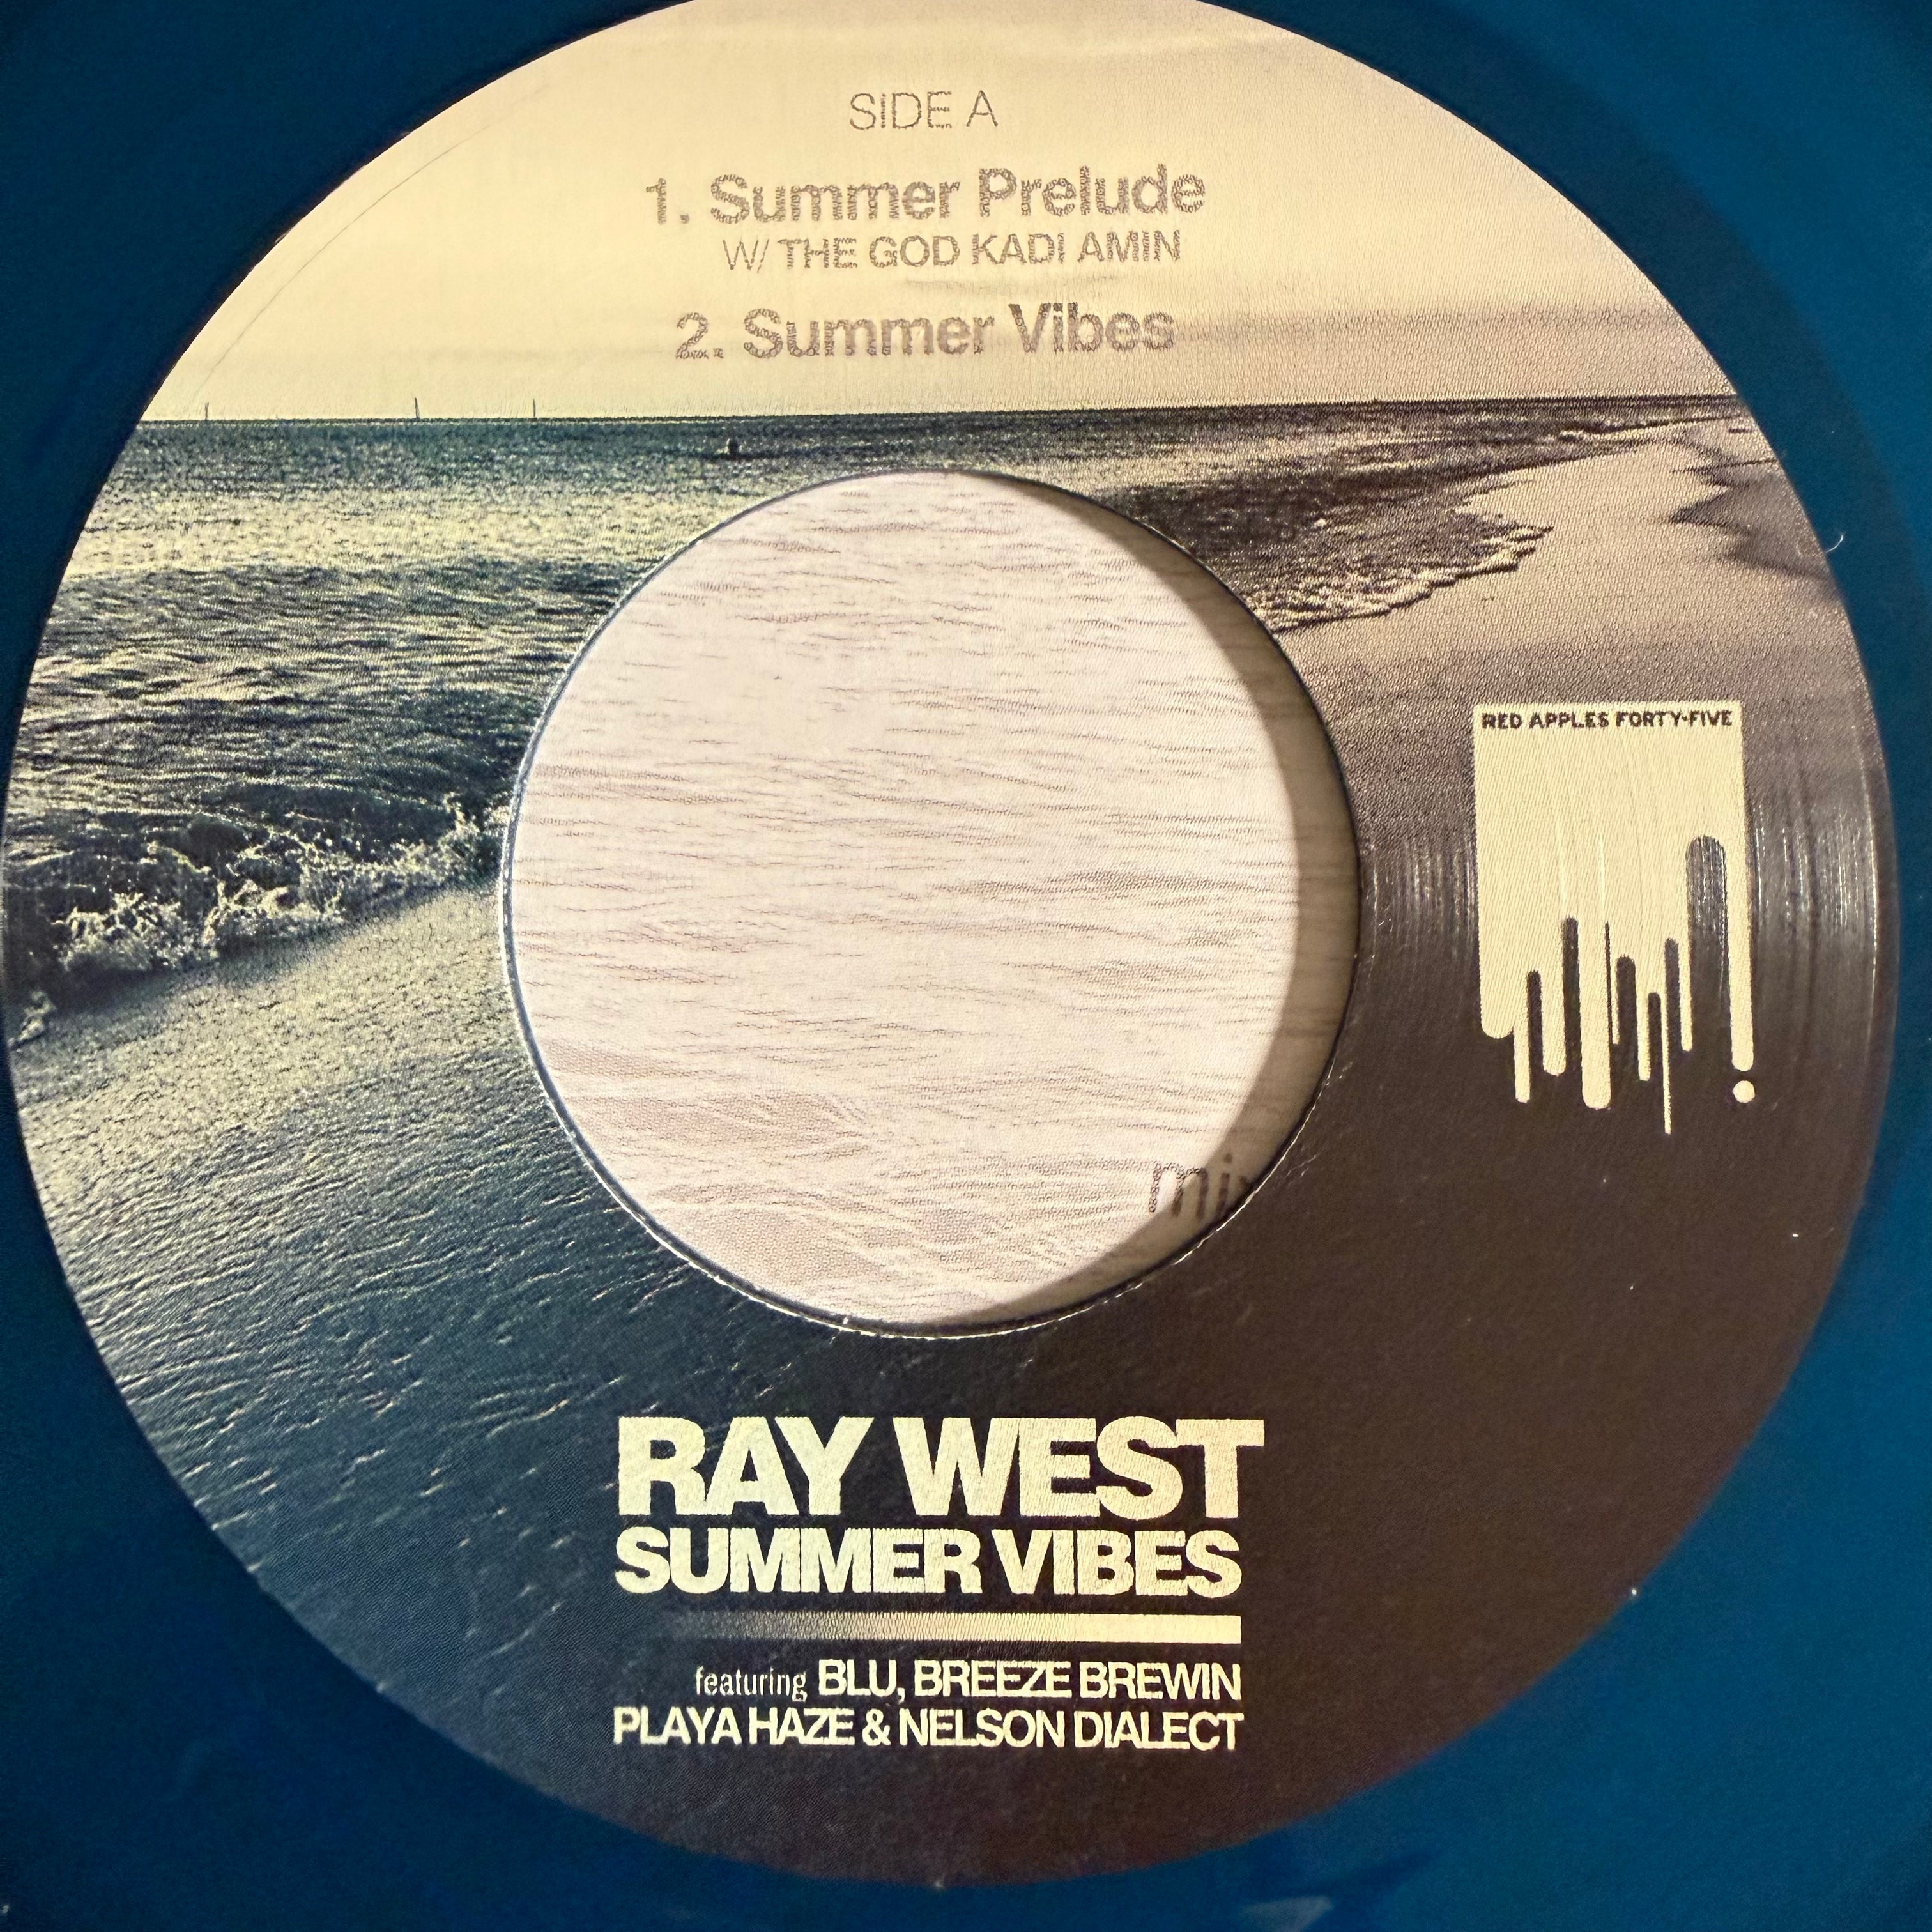 SIDE A
1. Summer Prelude
W/ THE GOD KADI AMIN
2. Summer Vibes
RED APPLES FORTY-FIVE
RAY WEST
SUMMER VIBES
featuring BLU, BREEZE BREWIN
PLAYA HAZE & NELSON DIALECT